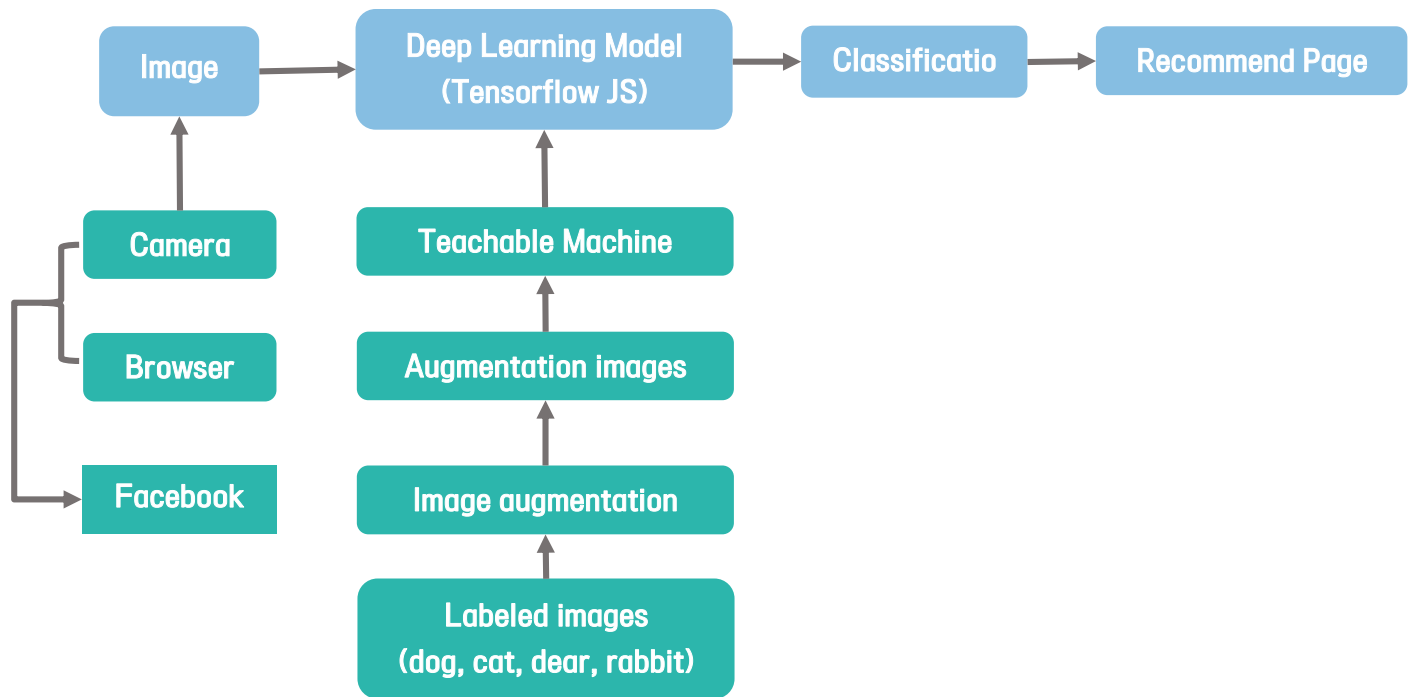 Image
Deep Learning Model
(Tensorflow JS)
Classificatio
Recommend Page
Camera
Browser
Facebook
Teachable Machine
Augmentation images
Image augmentation
Labeled images
(dog, cat, dear, rabbit)